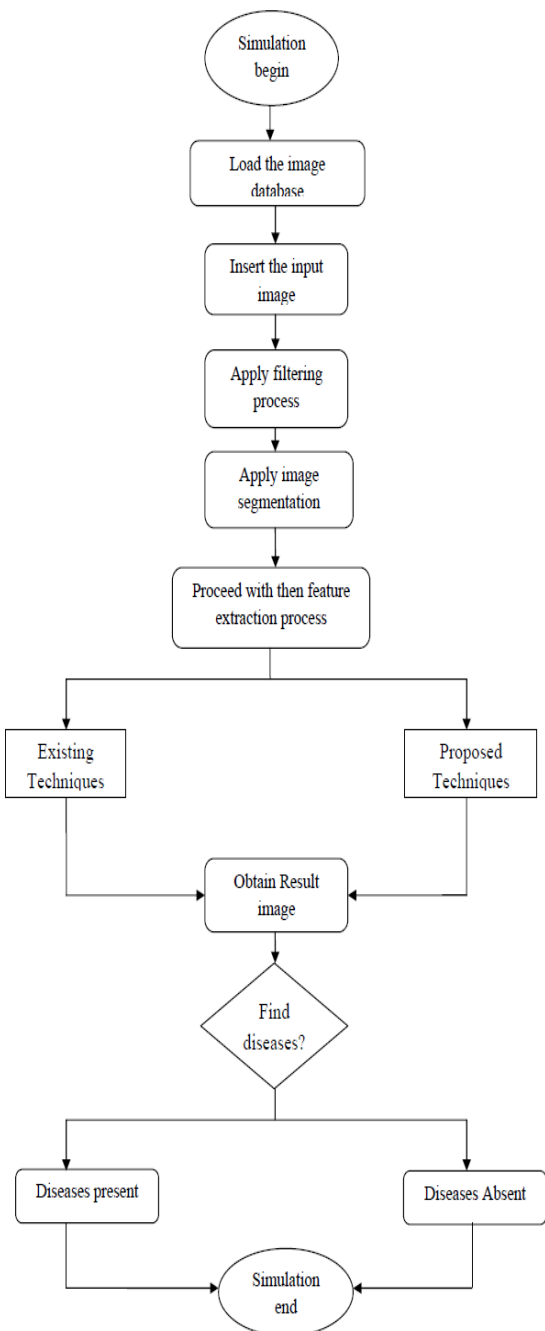 Simulation
begin
Load the image
database
Insert the input
image
Apply filtering
process
Apply image
segmentation
Proceed with then feature
extraction process
Existing
Techniques
Proposed
Techniques
Obtain Result
image
Find
diseases?
Diseases present
Diseases Absent
Simulation
end